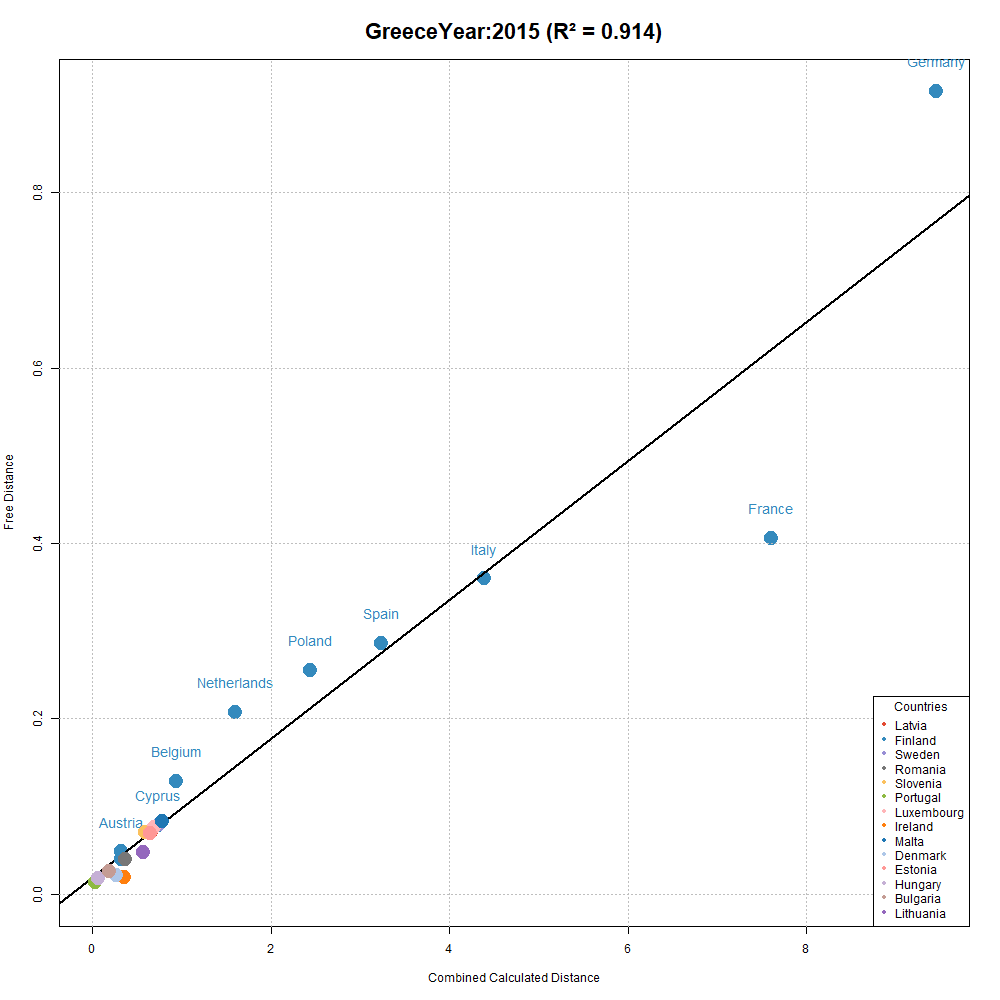 GreeceYear:2015 (R² = 0.914)
Germany
0.8
0.6
Free Distance
France
0.4
Italy
Spain
Poland
Netherlands
0.2
Belgium
Cyprus
Austria
0.0
Countries
Latvia
Finland
Sweden
Romania
Slovenia
Portugal
Luxembourg
Ireland
Malta
Denmark
Estonia
Hungary
Bulgaria
Lithuania
0 2 4 6 8
Combined Calculated Distance